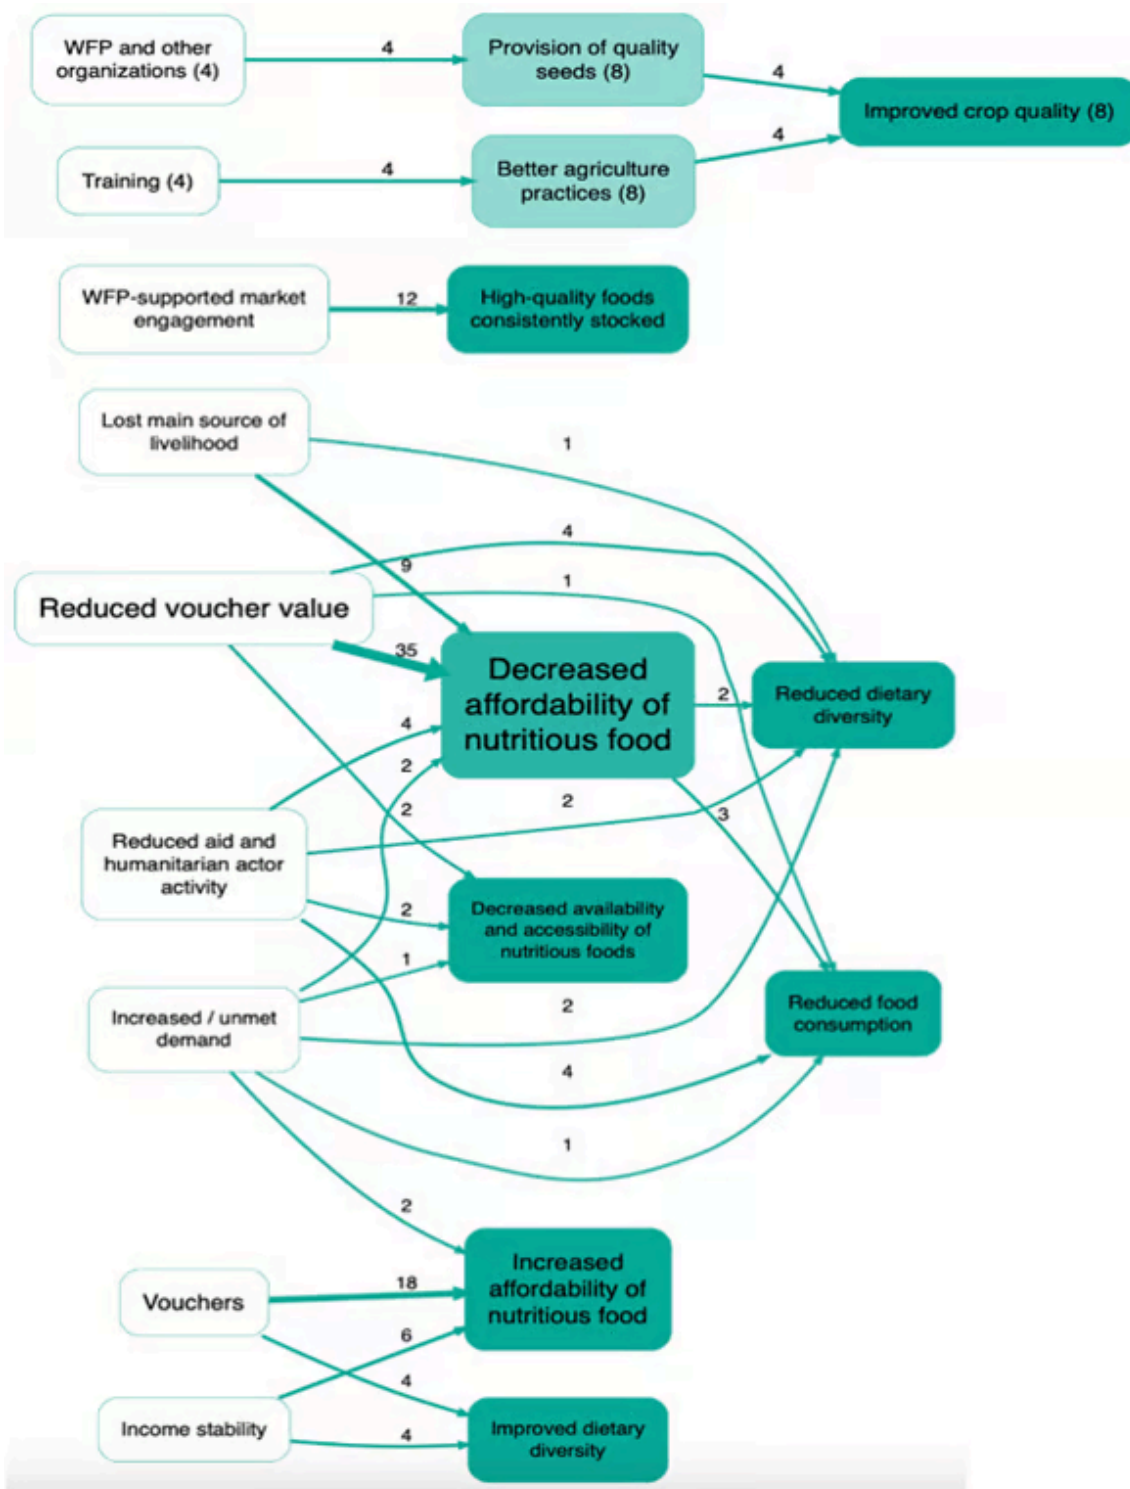 WFP and other
organizations (4)
4
Provision of quality
seeds (8)
4
Improved crop quality (8)
Training (4)
4
Better agriculture
practices (8)
4
WFP-supported market
engagement
12
High-quality foods
consistently stocked
Lost main source of
livelihood
1
4
9
1
Reduced voucher value
35
Decreased
affordability of
nutritious food
2
Reduced dietary
diversity
4
2
2
2
3
Reduced aid and
humanitarian actor
activity
2
Decreased availability
and accessibility of
nutritious foods
1
Increased / unmet
demand
2
Reduced food
consumption
4
1
2
Increased
affordability of
nutritious food
Vouchers
18
6
4
Income stability
4
Improved dietary
diversity